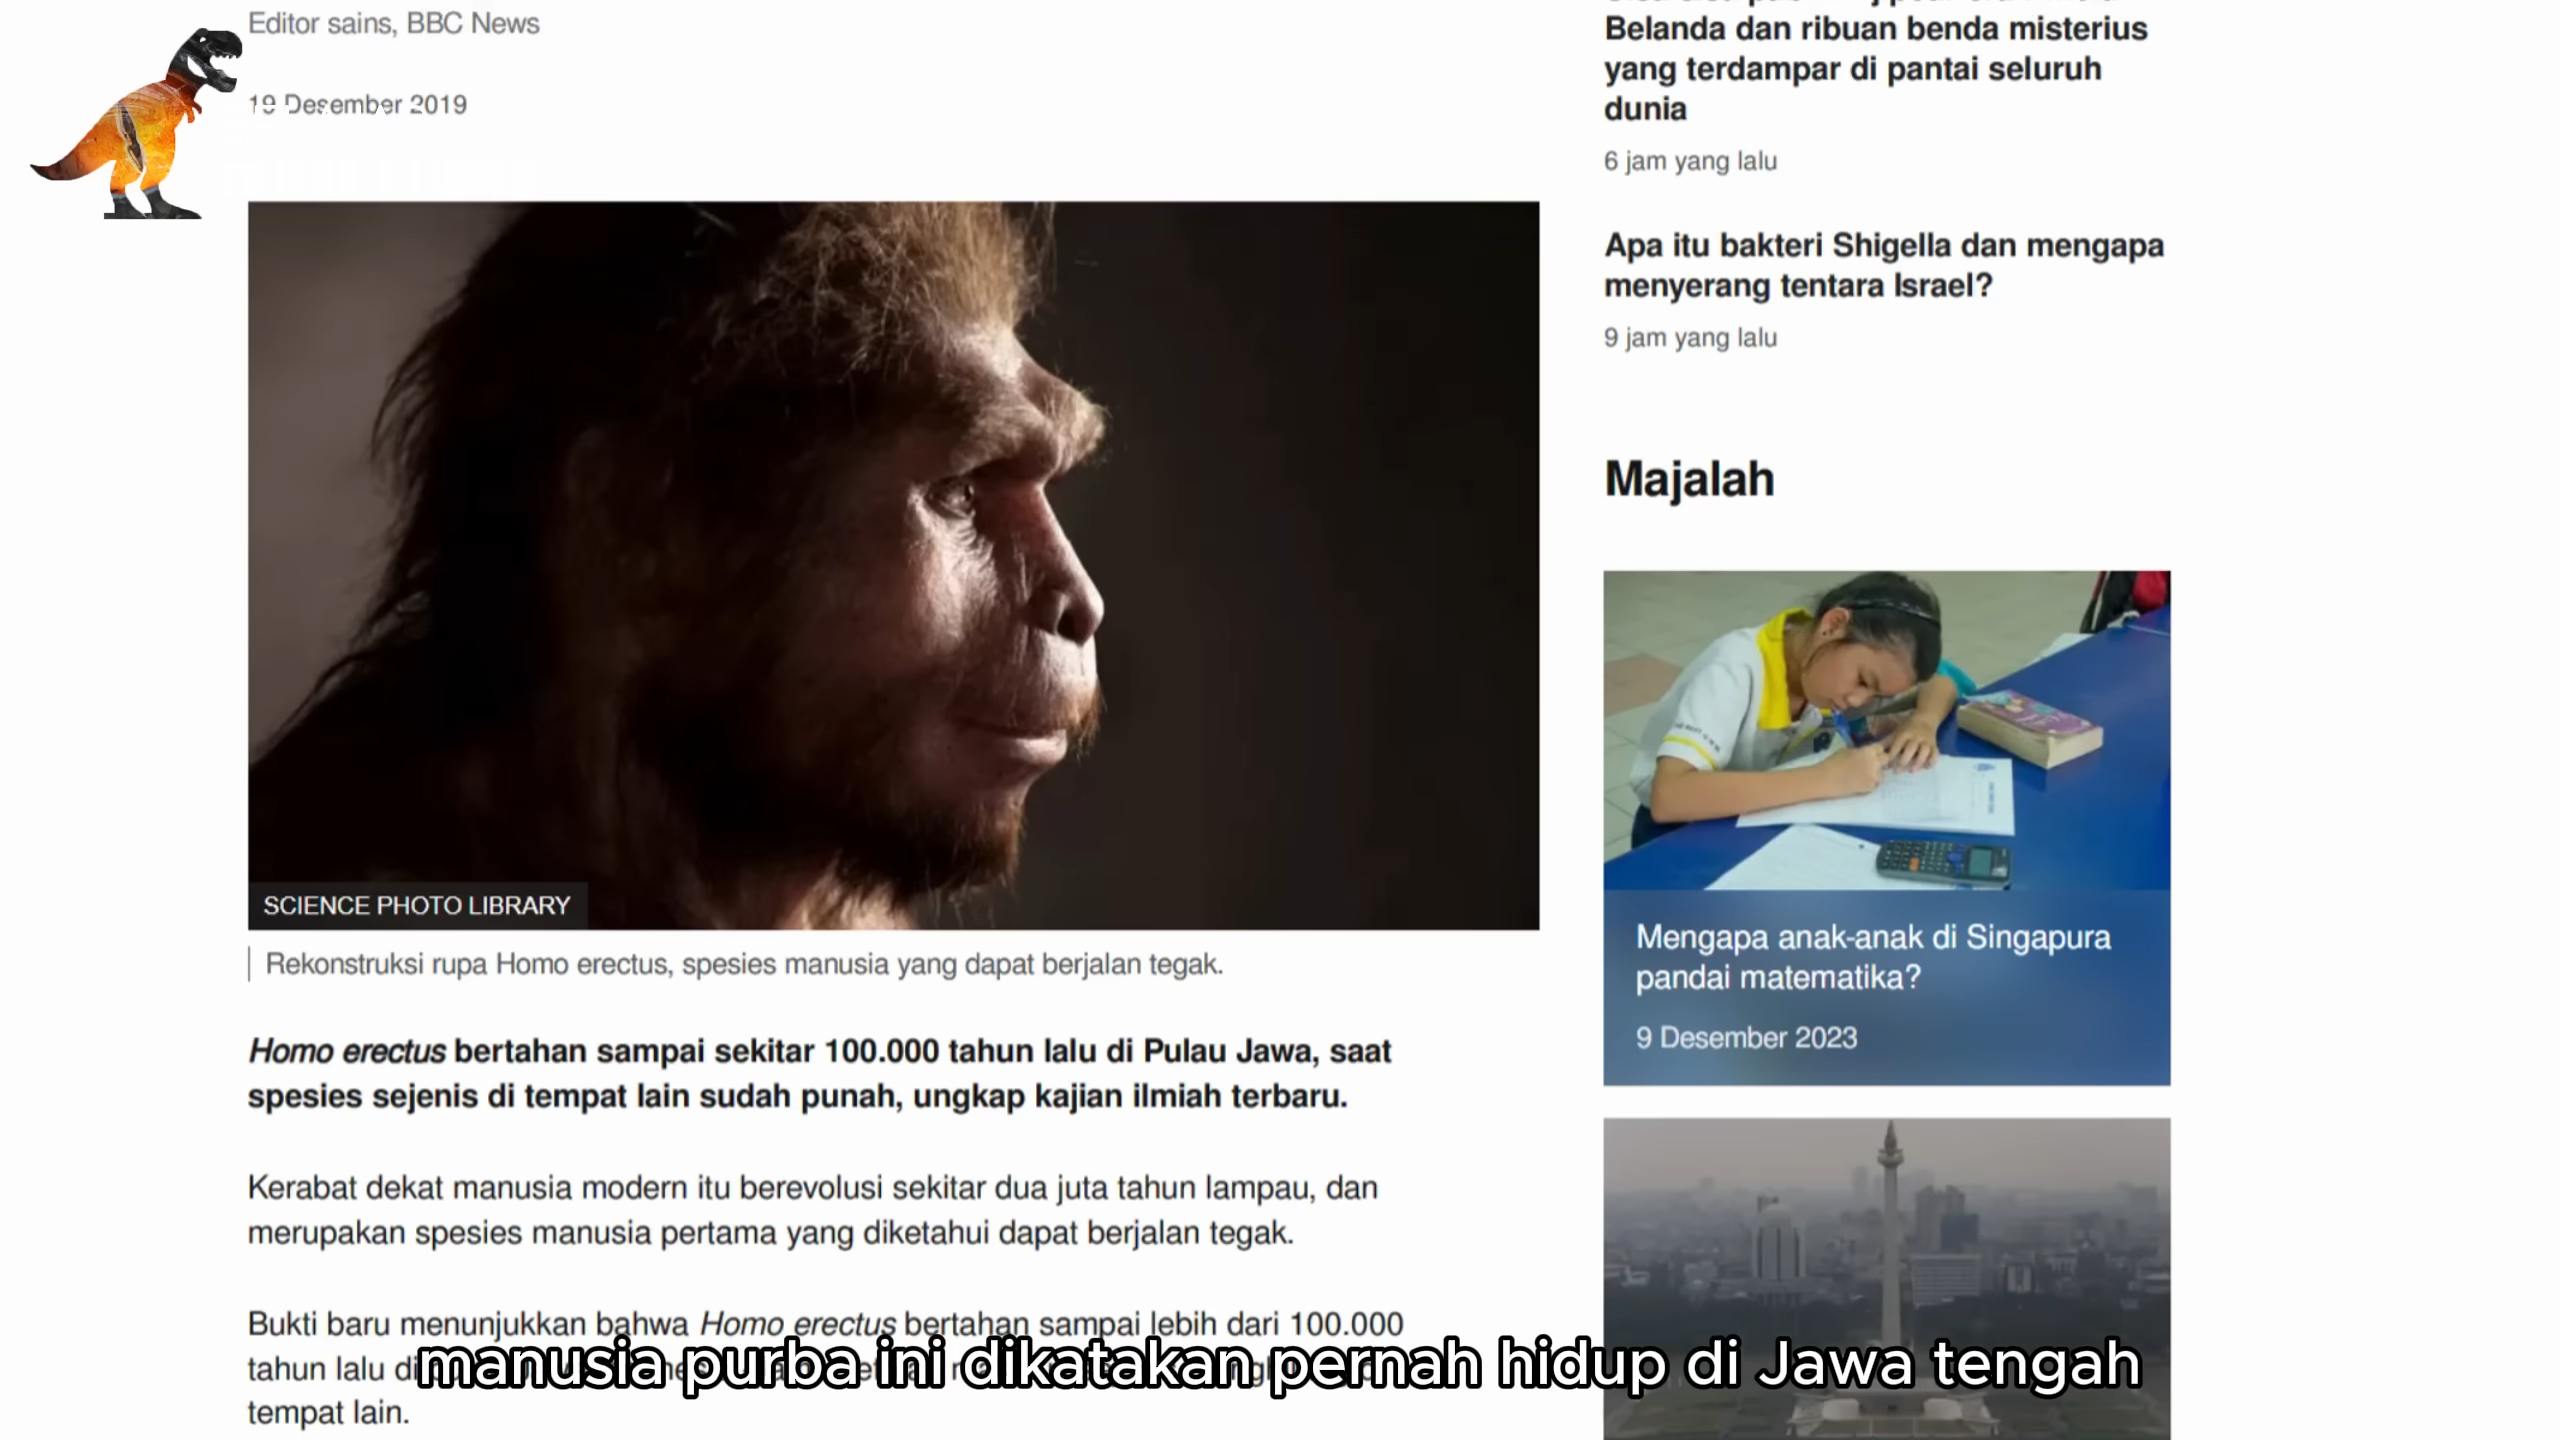 Editor sains, BBC News
19 Desember 2019
SCIENCE PHOTO LIBRARY
Rekonstruksi rupa Homo erectus, spesies manusia yang dapat berjalan tegak.
Homo erectus bertahan sampai sekitar 100.000 tahun lalu di Pulau Jawa, saat
spesies sejenis di tempat lain sudah punah, ungkap kajian ilmiah terbaru.
Kerabat dekat manusia modern itu berevolusi sekitar dua juta tahun lampau, dan
merupakan spesies manusia pertama yang diketahui dapat berjalan tegak.
Bukti baru menunjukkan bahwa Homo erectus bertahan sampai lebih dari 100.000
tahun lalu di
tempat lain.
manusia purba ini dikatakan pernah hidup di Jawa tengah
Belanda dan ribuan benda misterius
yang terdampar di pantai seluruh
dunia
6 jam yang lalu
Apa itu bakteri Shigella dan mengapa
menyerang tentara Israel?
9 jam yang lalu
Majalah
Mengapa anak-anak di Singapura
pandai matematika?
9 Desember 2023